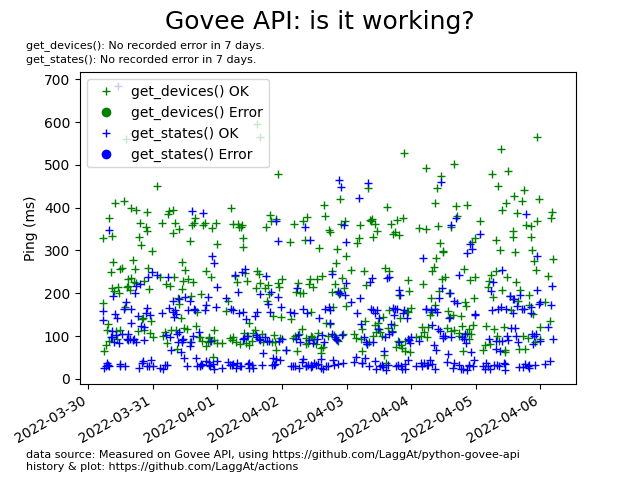 Govee API: is it working?
get_devices(): No recorded error in 7 days.
get_states(): No recorded error in 7 days.
700
600
500
400
300
200
100
0
Ping (ms)
get_devices() OK
get_devices() Error
get_states() OK
get_states() Error
2022-03-30
2022-03-31
2022-04-01
2022-04-02
2022-04-03
2022-04-04
2022-04-05
2022-04-06
data source: Measured on Govee API, using https://github.com/LaggAt/python-govee-api
history & plot: https://github.com/LaggAt/actions